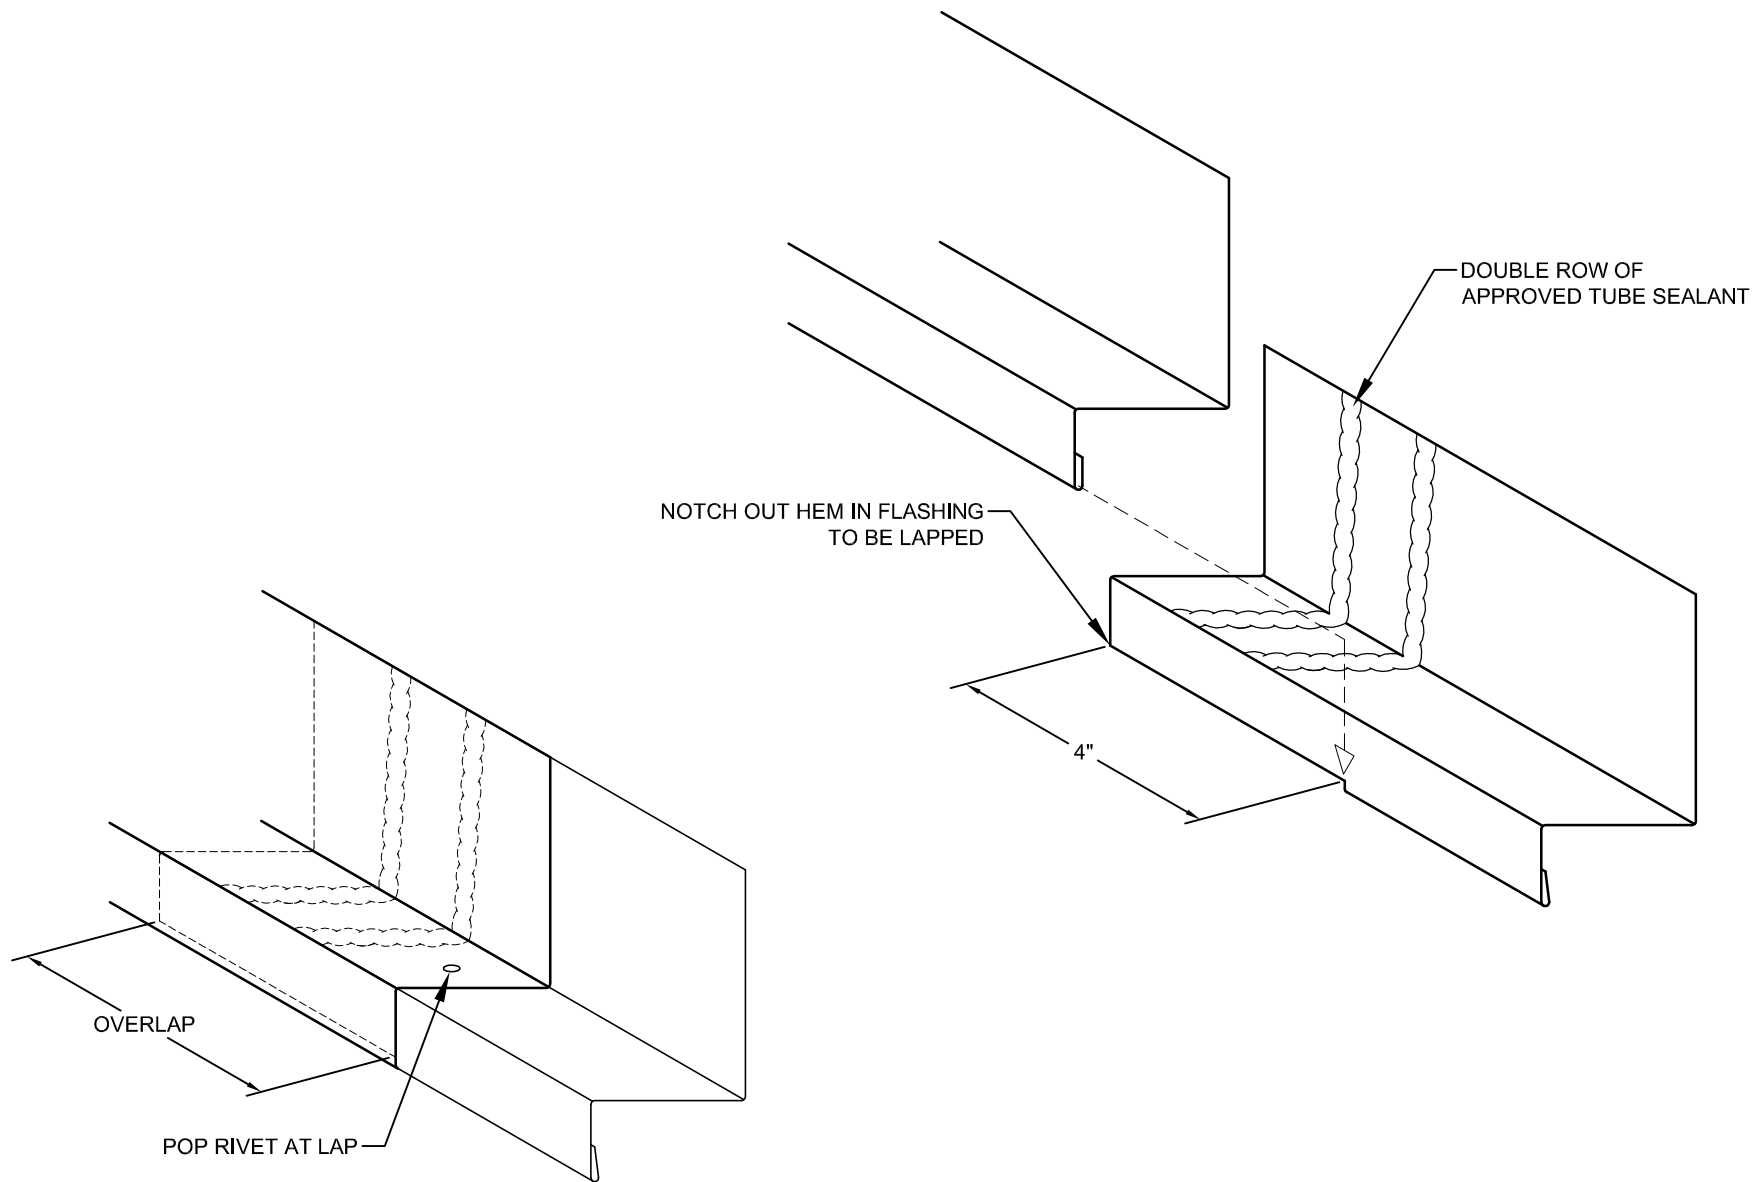 DOUBLE ROW OF
APPROVED TUBE SEALANT
NOTCH OUT HEM IN FLASHING
TO BE LAPPED
4"
OVERLAP
POP RIVET AT LAP